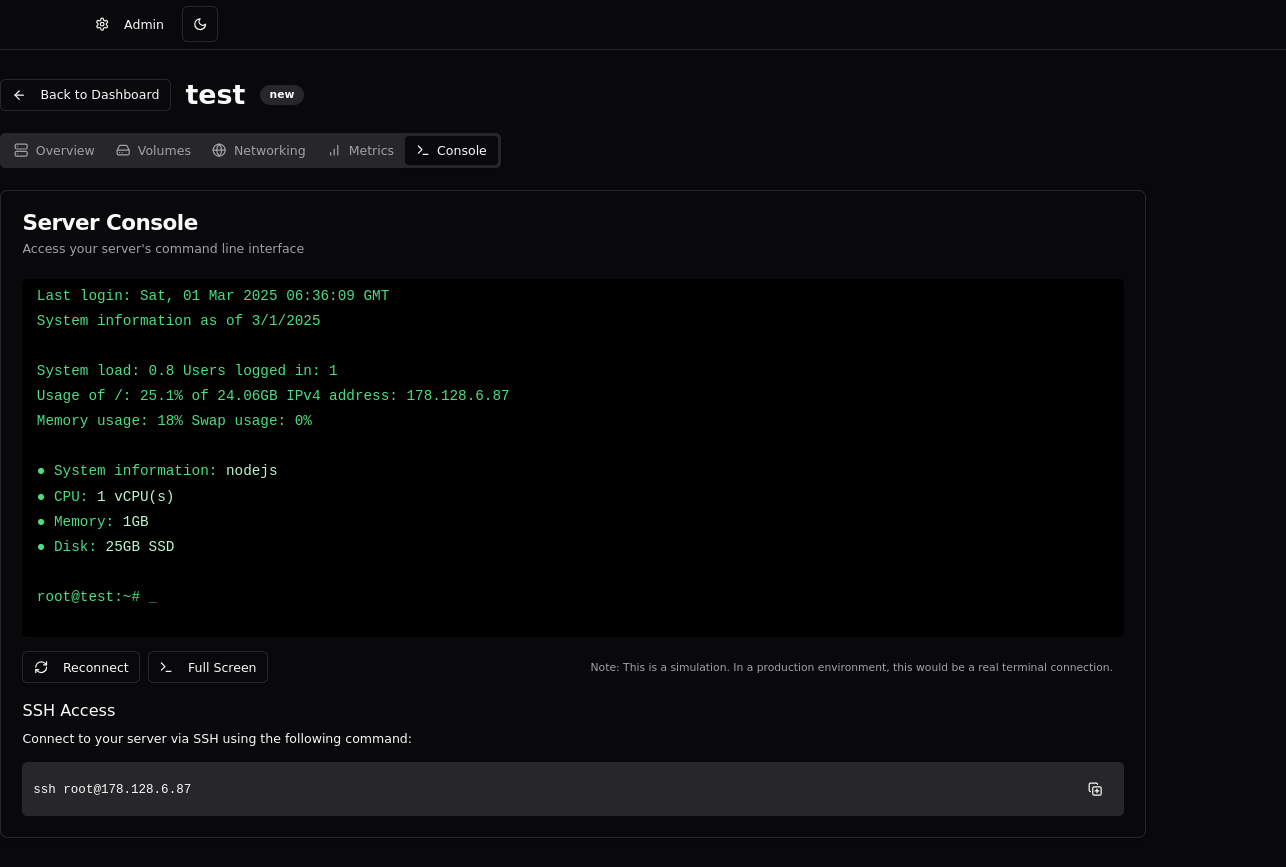 Admin
Back to Dashboard test new
Overview Volumes Networking Metrics Console
Server Console
Access your server's command line interface
Last login: Sat, 01 Mar 2025 06:36:09 GMT
System information as of 3/1/2025
System load: 0.8 Users logged in: 1
Usage of /: 25.1% of 24.06GB IPv4 address: 178.128.6.87
Memory usage: 18% Swap usage: 0%
● System information: nodejs
● CPU: 1 vCPU(s)
● Memory: 1GB
● Disk: 25GB SSD
root@test:~# _
Reconnect Full Screen Note: This is a simulation. In a production environment, this would be a real terminal connection.
SSH Access
Connect to your server via SSH using the following command:
ssh root@178.128.6.87